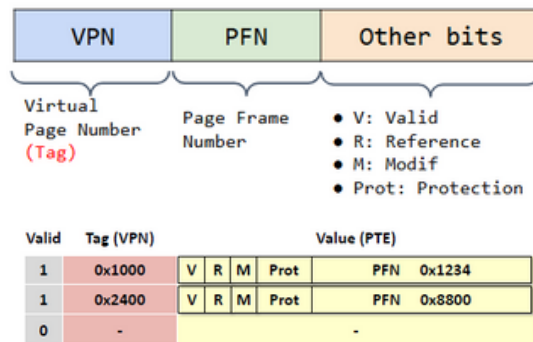 VPN PFN Other bits
Virtual
Page Number
(Tag)
Page Frame
Number
● V: Valid
● R: Reference
● M: Modif
● Prot: Protection
Valid Tag (VPN) Value (PTE)
1 0x1000 V R M Prot PFN 0x1234
1 0x2400 V R M Prot PFN 0x8800
0 - -